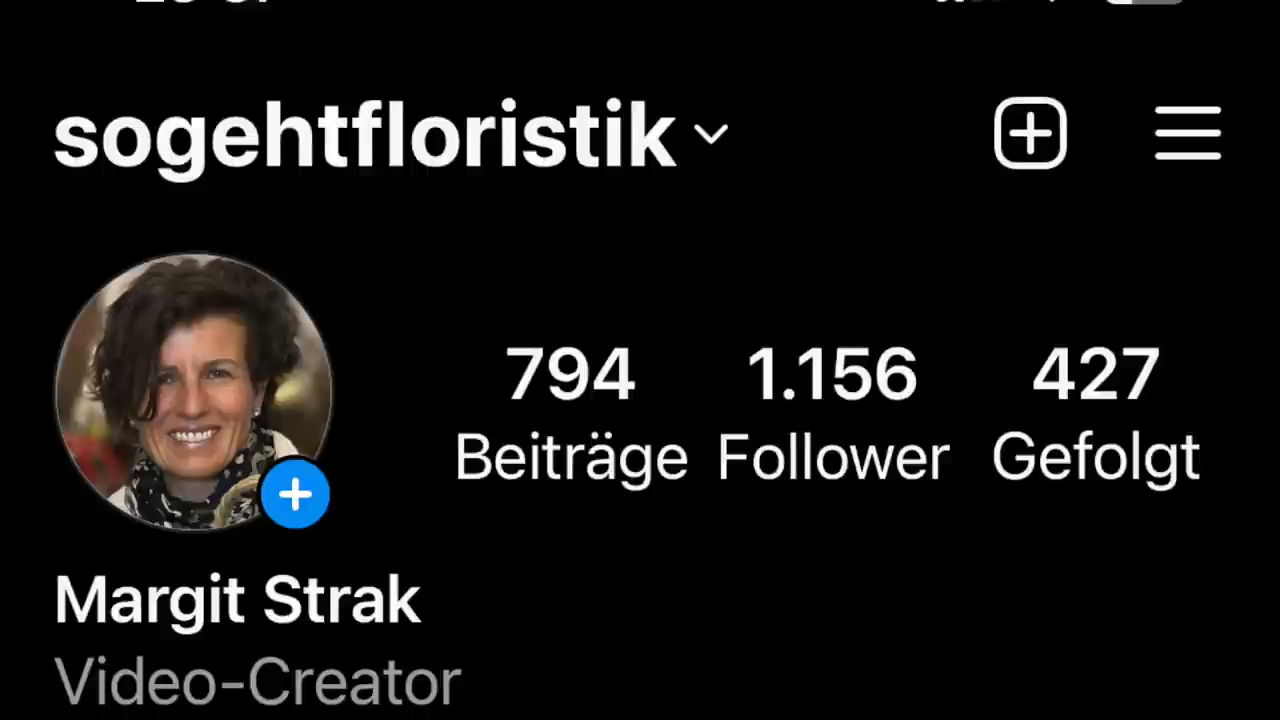 sogehtfloristik
794 1.156 427
Beiträge Follower Gefolgt
Margit Strak
Video-Creator